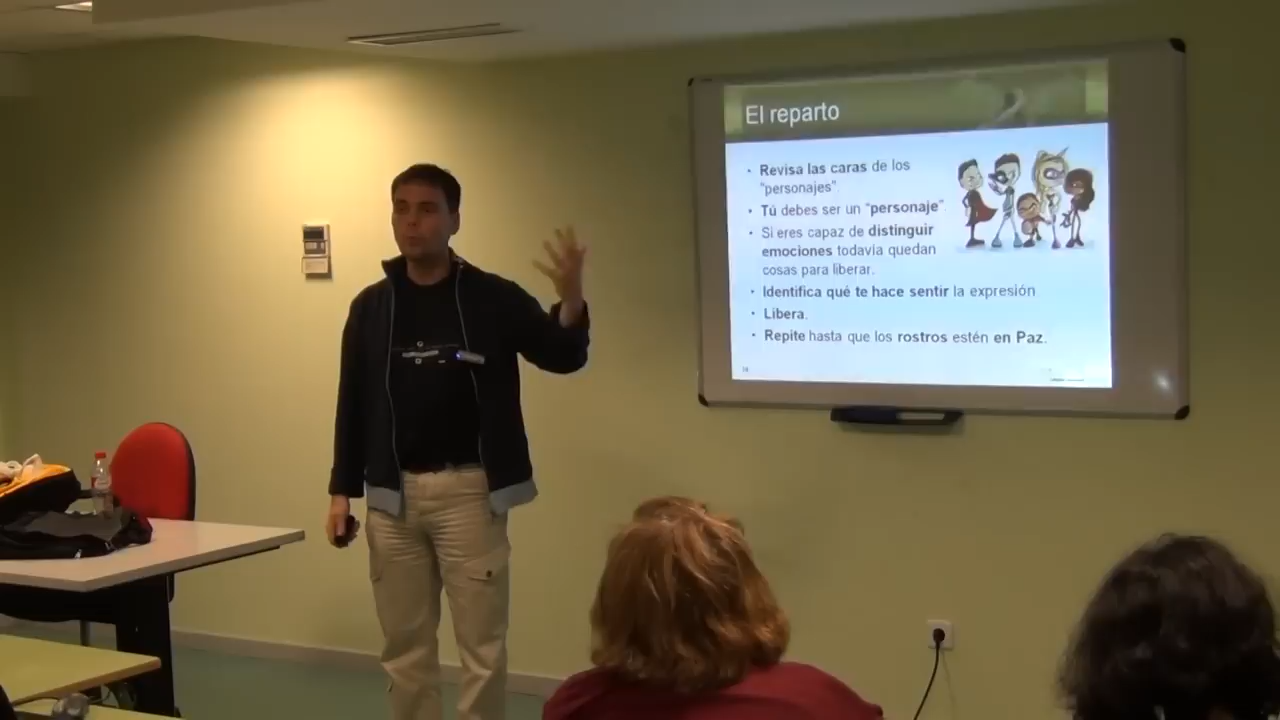 El reparto
• Revisa las caras de los
"personajes".
• Tú debes ser un "personaje".
• Si eres capaz de distinguir
emociones todavía quedan
cosas para liberar.
• Identifica qué te hace sentir la expresión
• Libera.
• Repite hasta que los rostros estén en Paz.